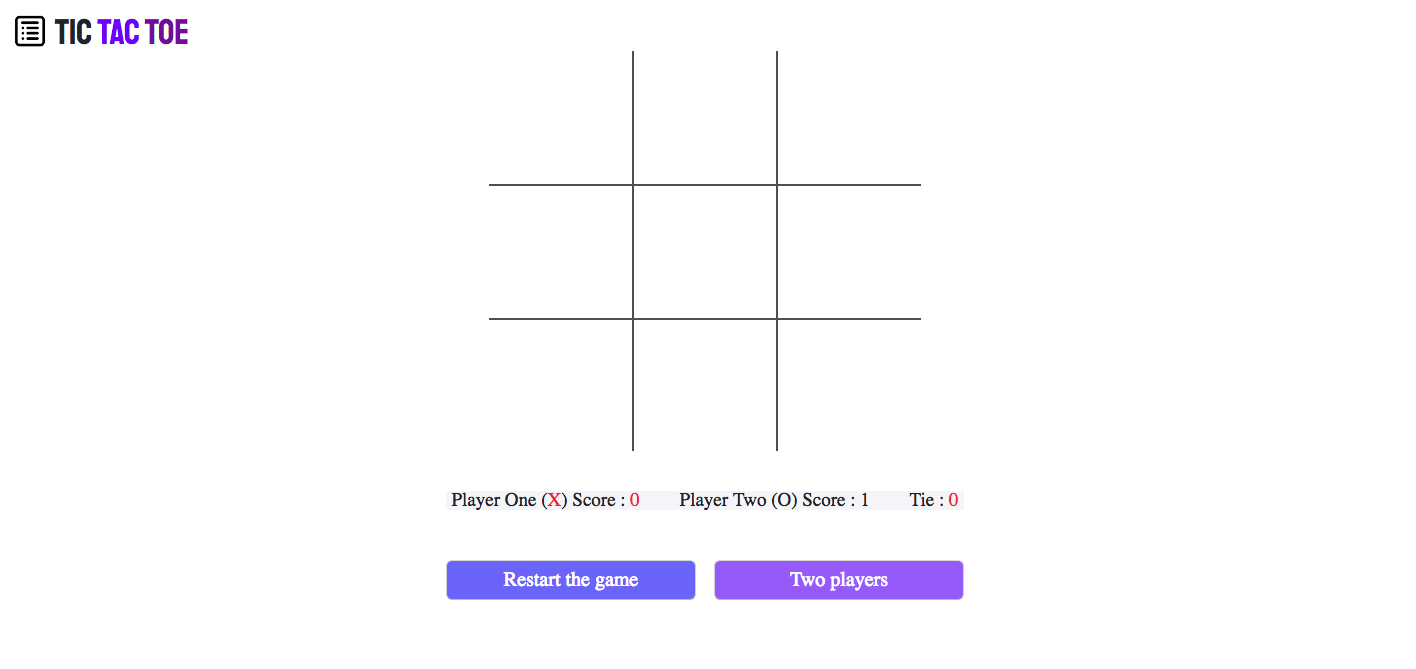 TIC TAC TOE
Player One (X) Score : 0 Player Two (O) Score : 1 Tie : 0
Restart the game Two players